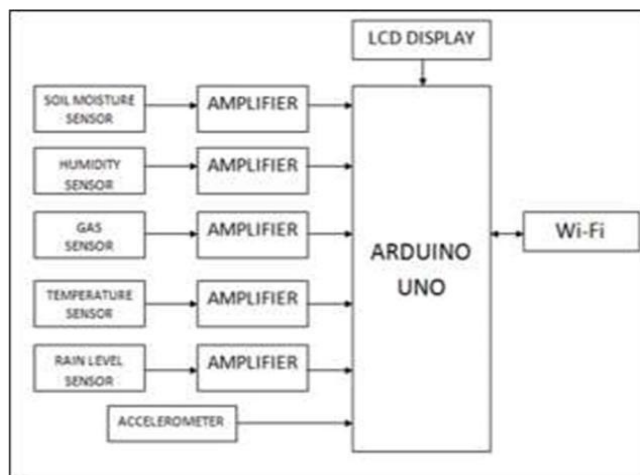 LCD DISPLAY
SOIL MOISTURE
SENSOR
AMPLIFIER
HUMIDITY
SENSOR
AMPLIFIER
GAS
SENSOR
AMPLIFIER
ARDUINO
UNO
Wi-Fi
TEMPERATURE
SENSOR
AMPLIFIER
RAIN LEVEL
SENSOR
AMPLIFIER
ACCELEROMETER